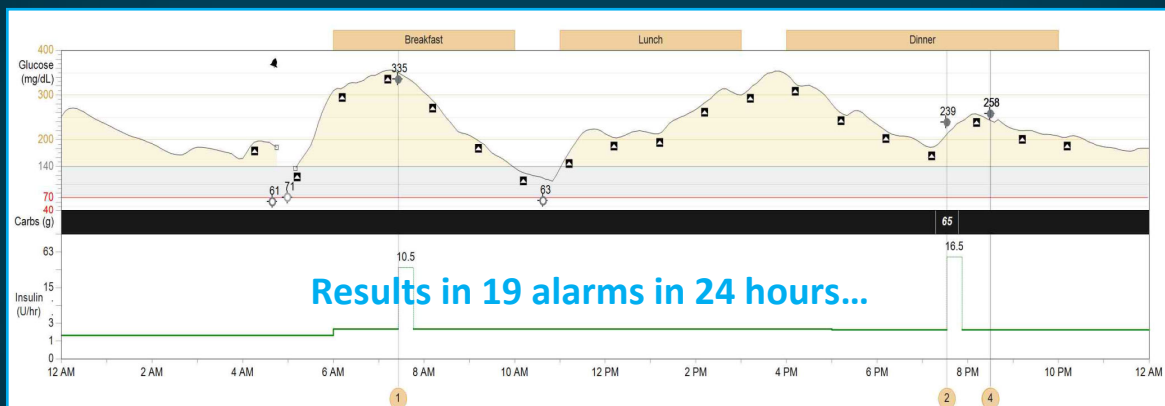 Breakfast Lunch Dinner
400
Glucose
(mg/dL)
300
200
140
70
40
335
61
71
63
239
258
Carbs (g)
65
63
15
Insulin
(U/hr)
3
1
0
10.5
16.5
Results in 19 alarms in 24 hours…
12 AM 2 AM 4 AM 6 AM 8 AM 10 AM 12 PM 2 PM 4 PM 6 PM 8 PM 10 PM 12 AM
1 2 4